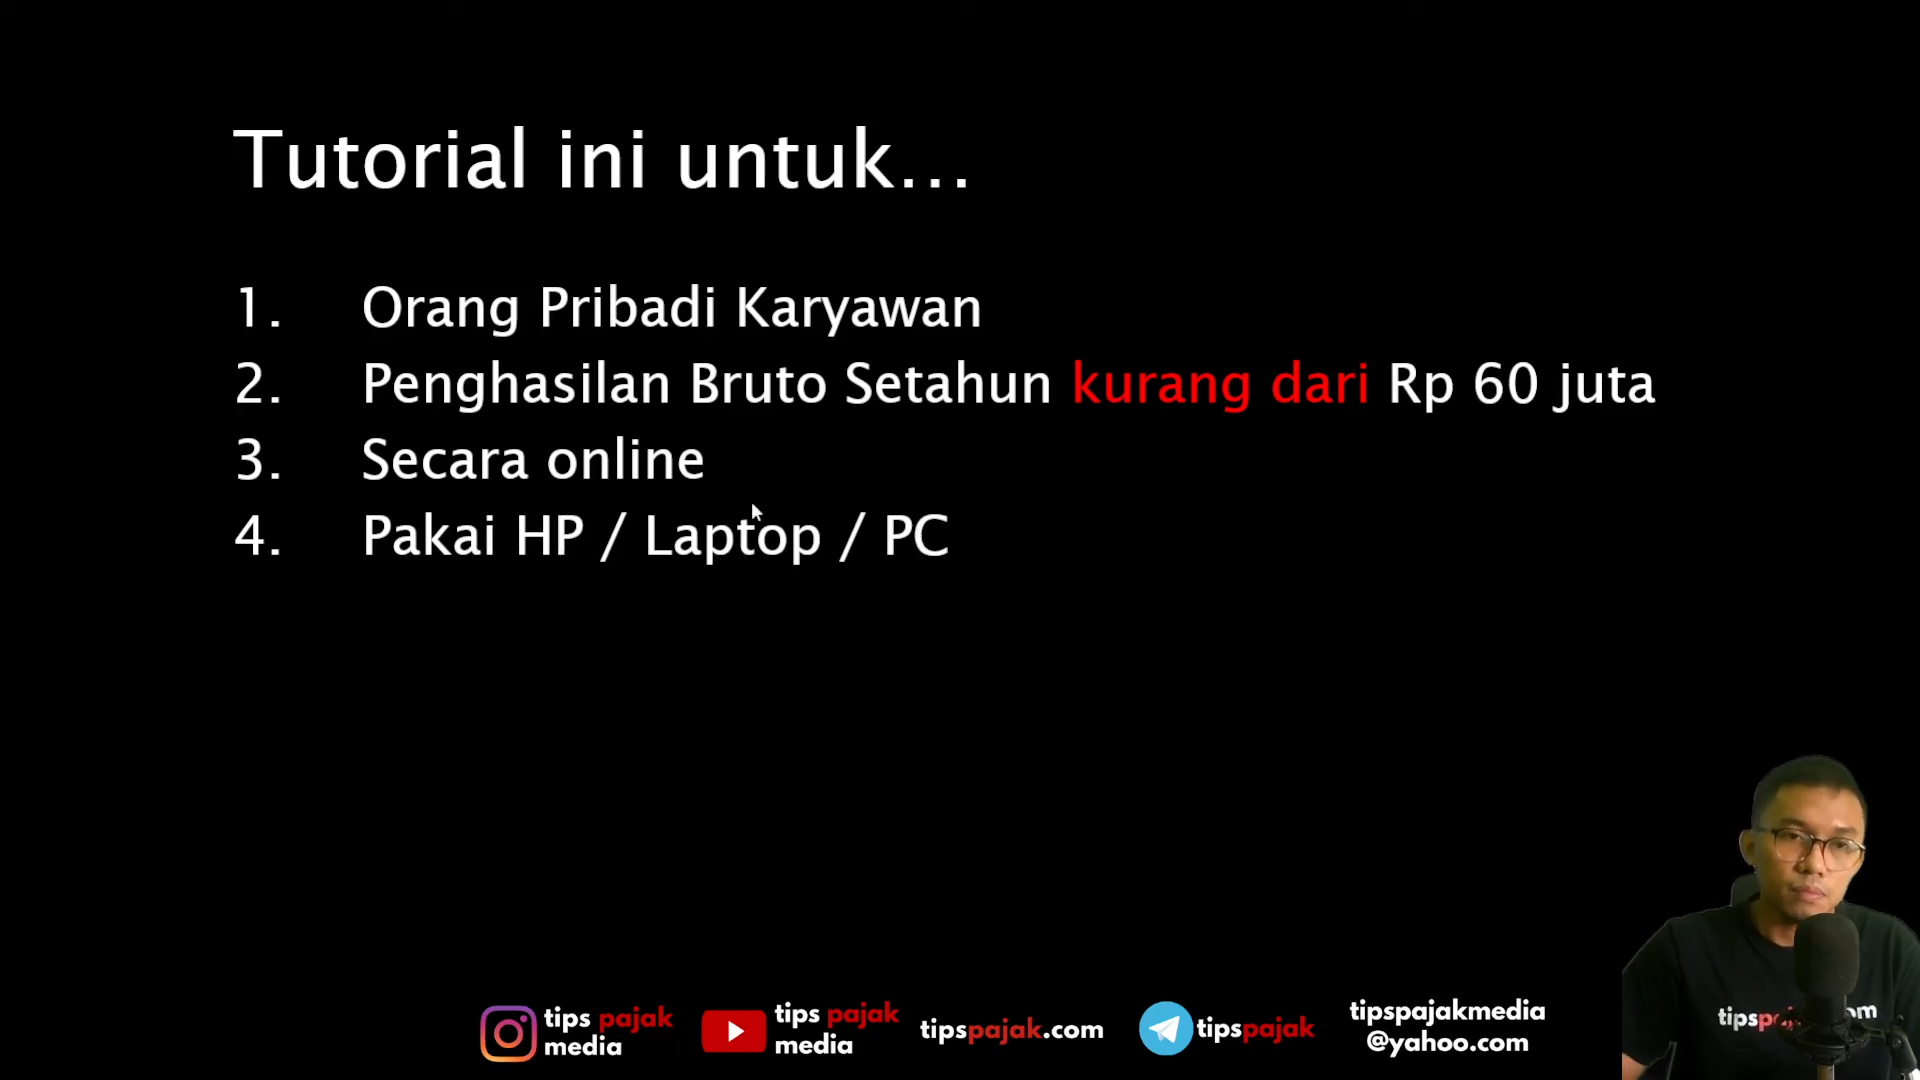 Tutorial ini untuk...
1. Orang Pribadi Karyawan
2. Penghasilan Bruto Setahun kurang dari Rp 60 juta
3. Secara online
4. Pakai HP / Laptop / PC
tips pajak
media
tips pajak
media
tipspajak.com
tipspajak
tipspajakmedia
@yahoo.com